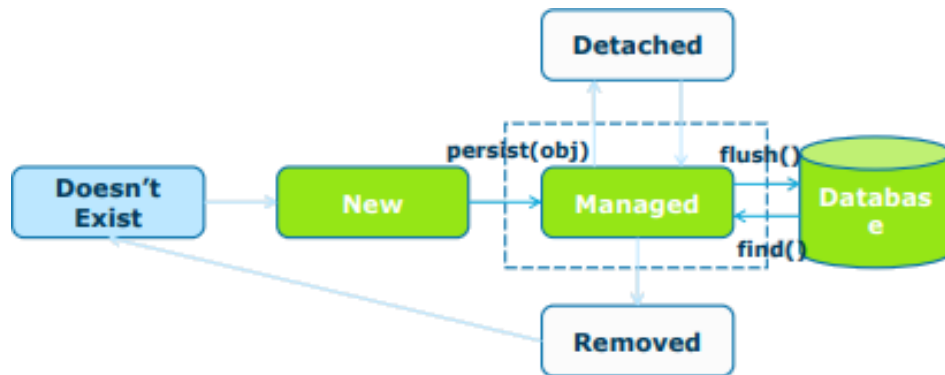 Detached
persist(obj)
flush()
Doesn't
Exist
New
Managed
Databas
e
find()
Removed